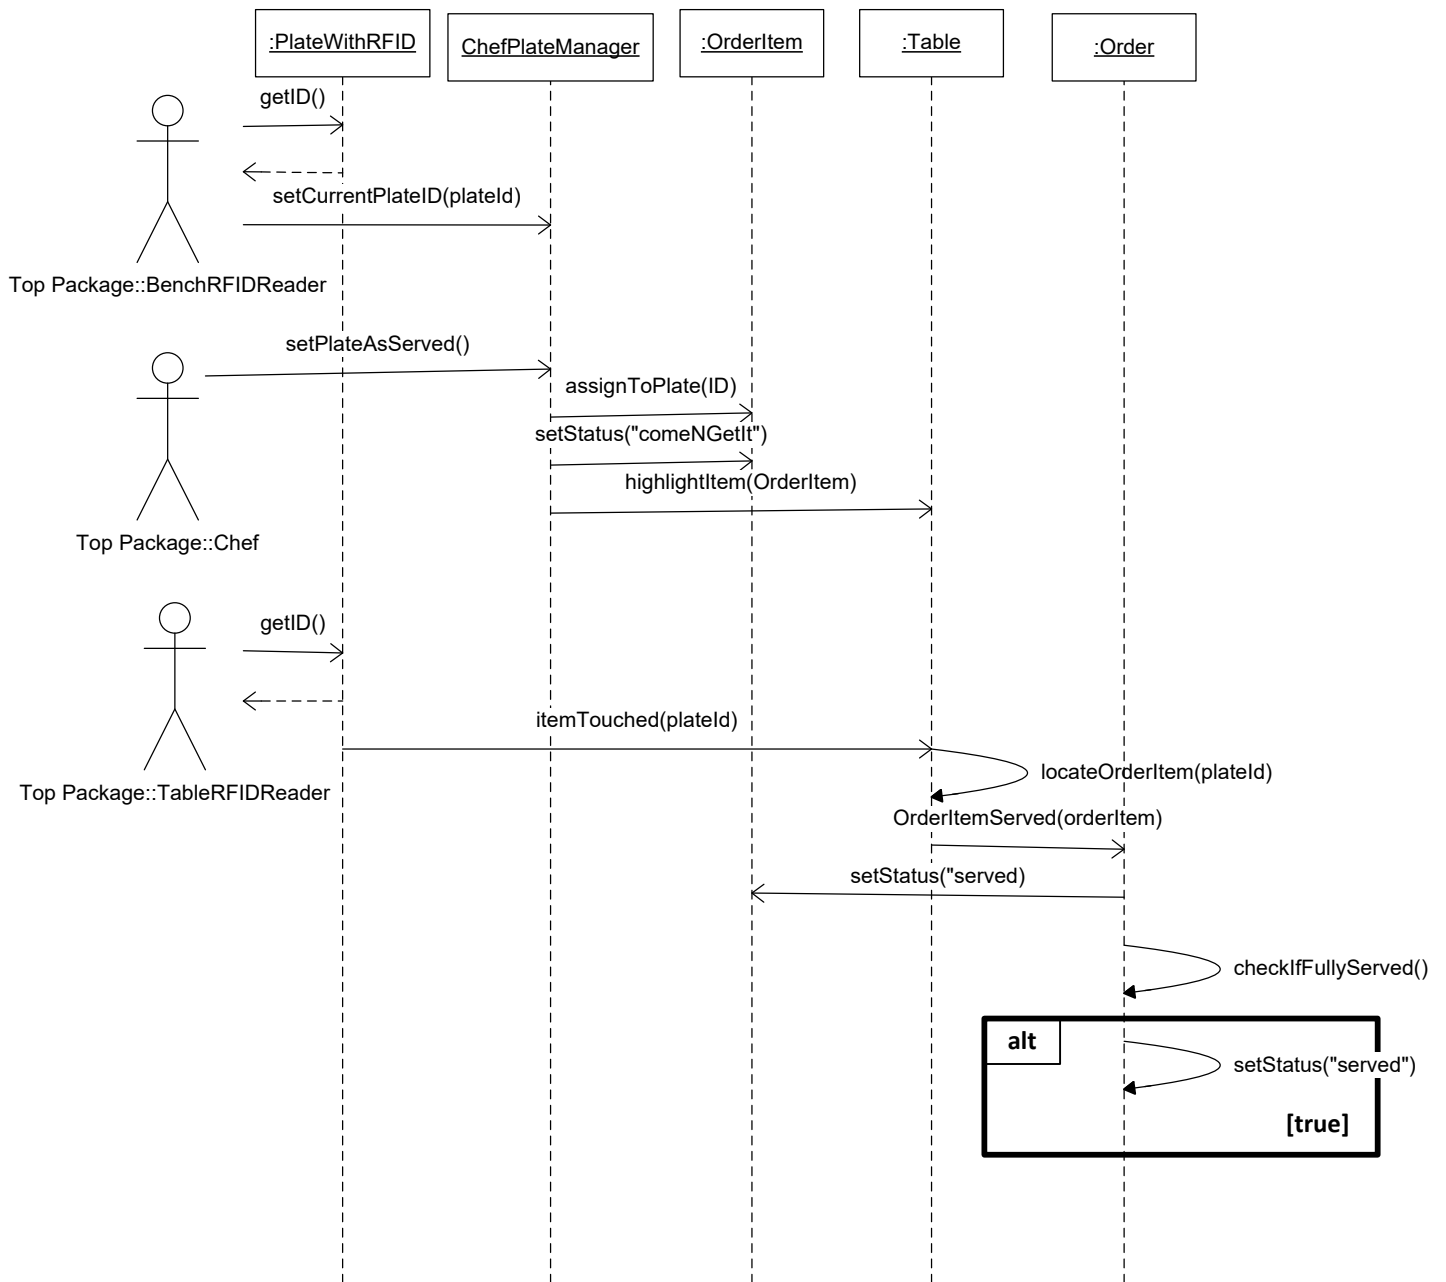 :PlateWithRFID
ChefPlateManager
:OrderItem
:Table
:Order
getID()
setCurrentPlateID(plateId)
Top Package::BenchRFIDReader
setPlateAsServed()
assignToPlate(ID)
setStatus("comeNGetIt")
highlightItem(OrderItem)
Top Package::Chef
getID()
itemTouched(plateId)
locateOrderItem(plateId)
Top Package::TableRFIDReader
OrderItemServed(orderItem)
setStatus("served)
checkIfFullyServed()
alt
setStatus("served")
[true]